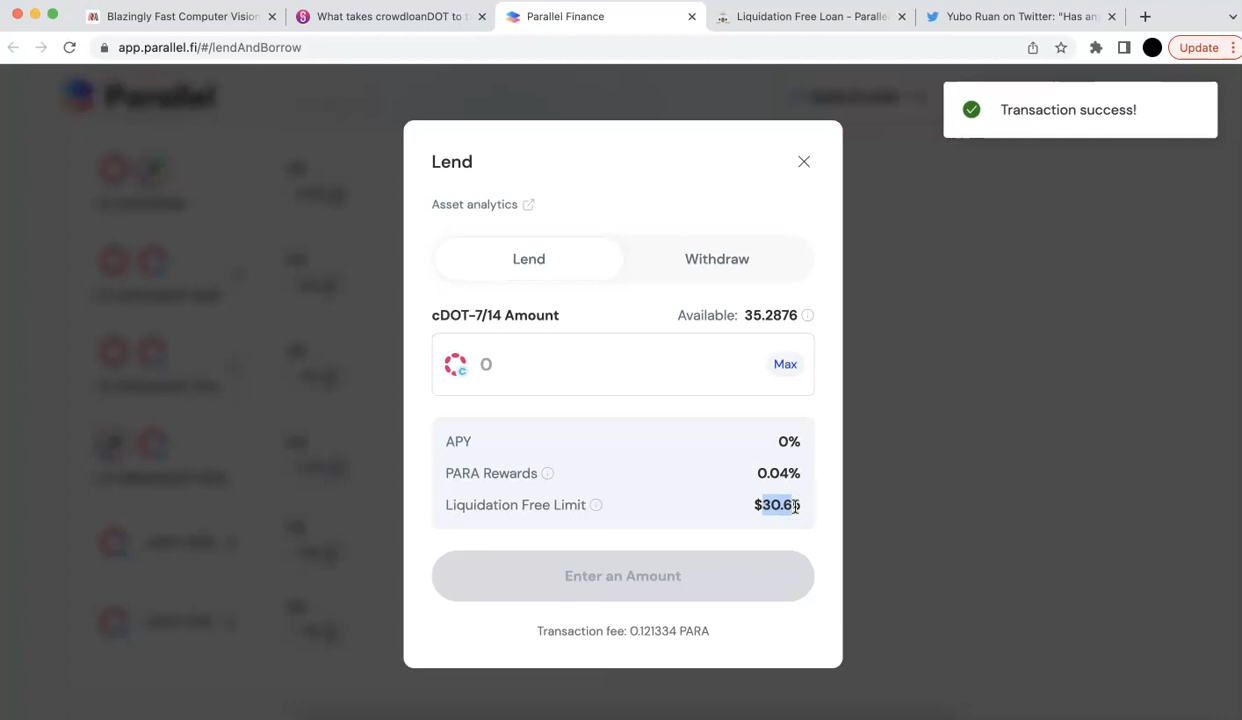 Blazingly Fast Computer Vision
What takes crowdloanDOT to t
Parallel Finance
Liquidation Free Loan - Paralle
Yubo Ruan on Twitter: "Has an
app.parallel.fi/#/lendAndBorrow
Update
Parallel
Transaction success!
Lend
Asset analytics
Lend
Withdraw
cDOT-7/14 Amount
Available: 35.2876
0
Max
APY
0%
PARA Rewards
0.04%
Liquidation Free Limit
$30.6
Enter an Amount
Transaction fee: 0.121334 PARA